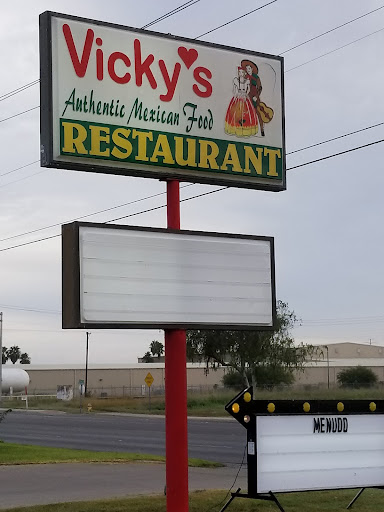 Vicky's
Authentic Mexican Food
RESTAURANT
MENUDO